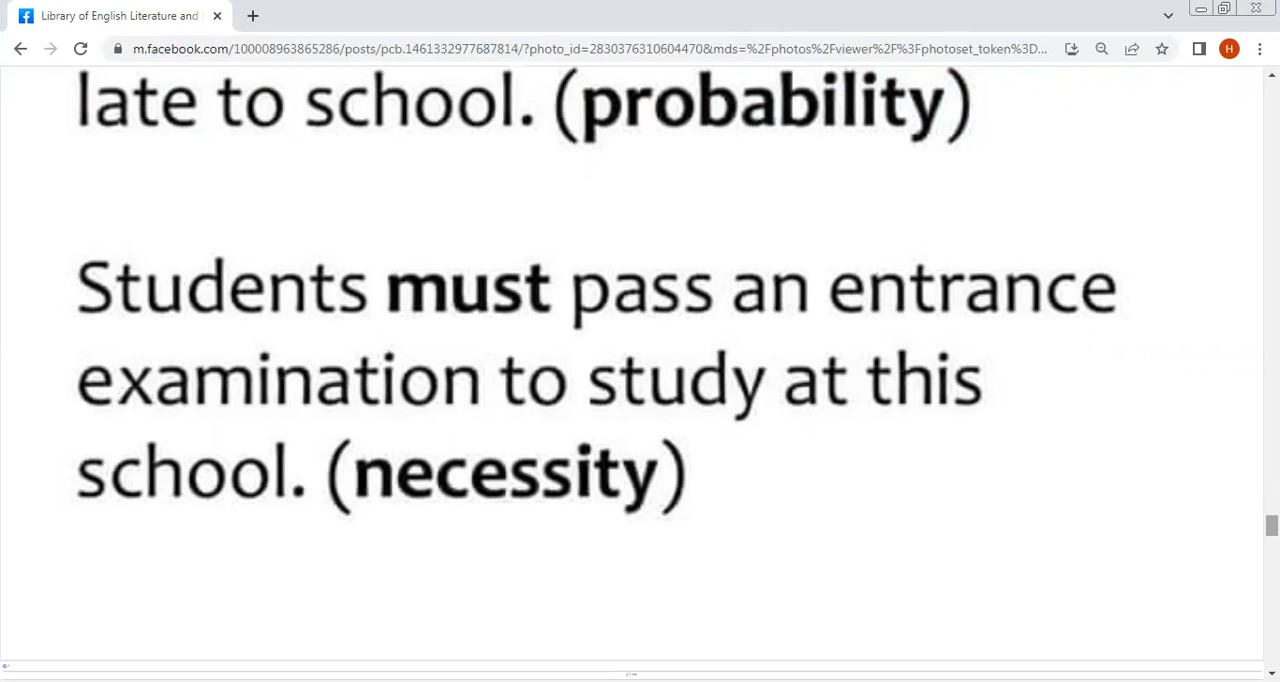 Library of English Literature and
m.facebook.com/100008963865286/posts/pcb.1461332977687814/?photo_id=2830376310604470&mds=%2Fphotos%2Fviewer%2F%3Fphotoset_token%3D...
H
late to school. (probability)
Students must pass an entrance
examination to study at this
school. (necessity)